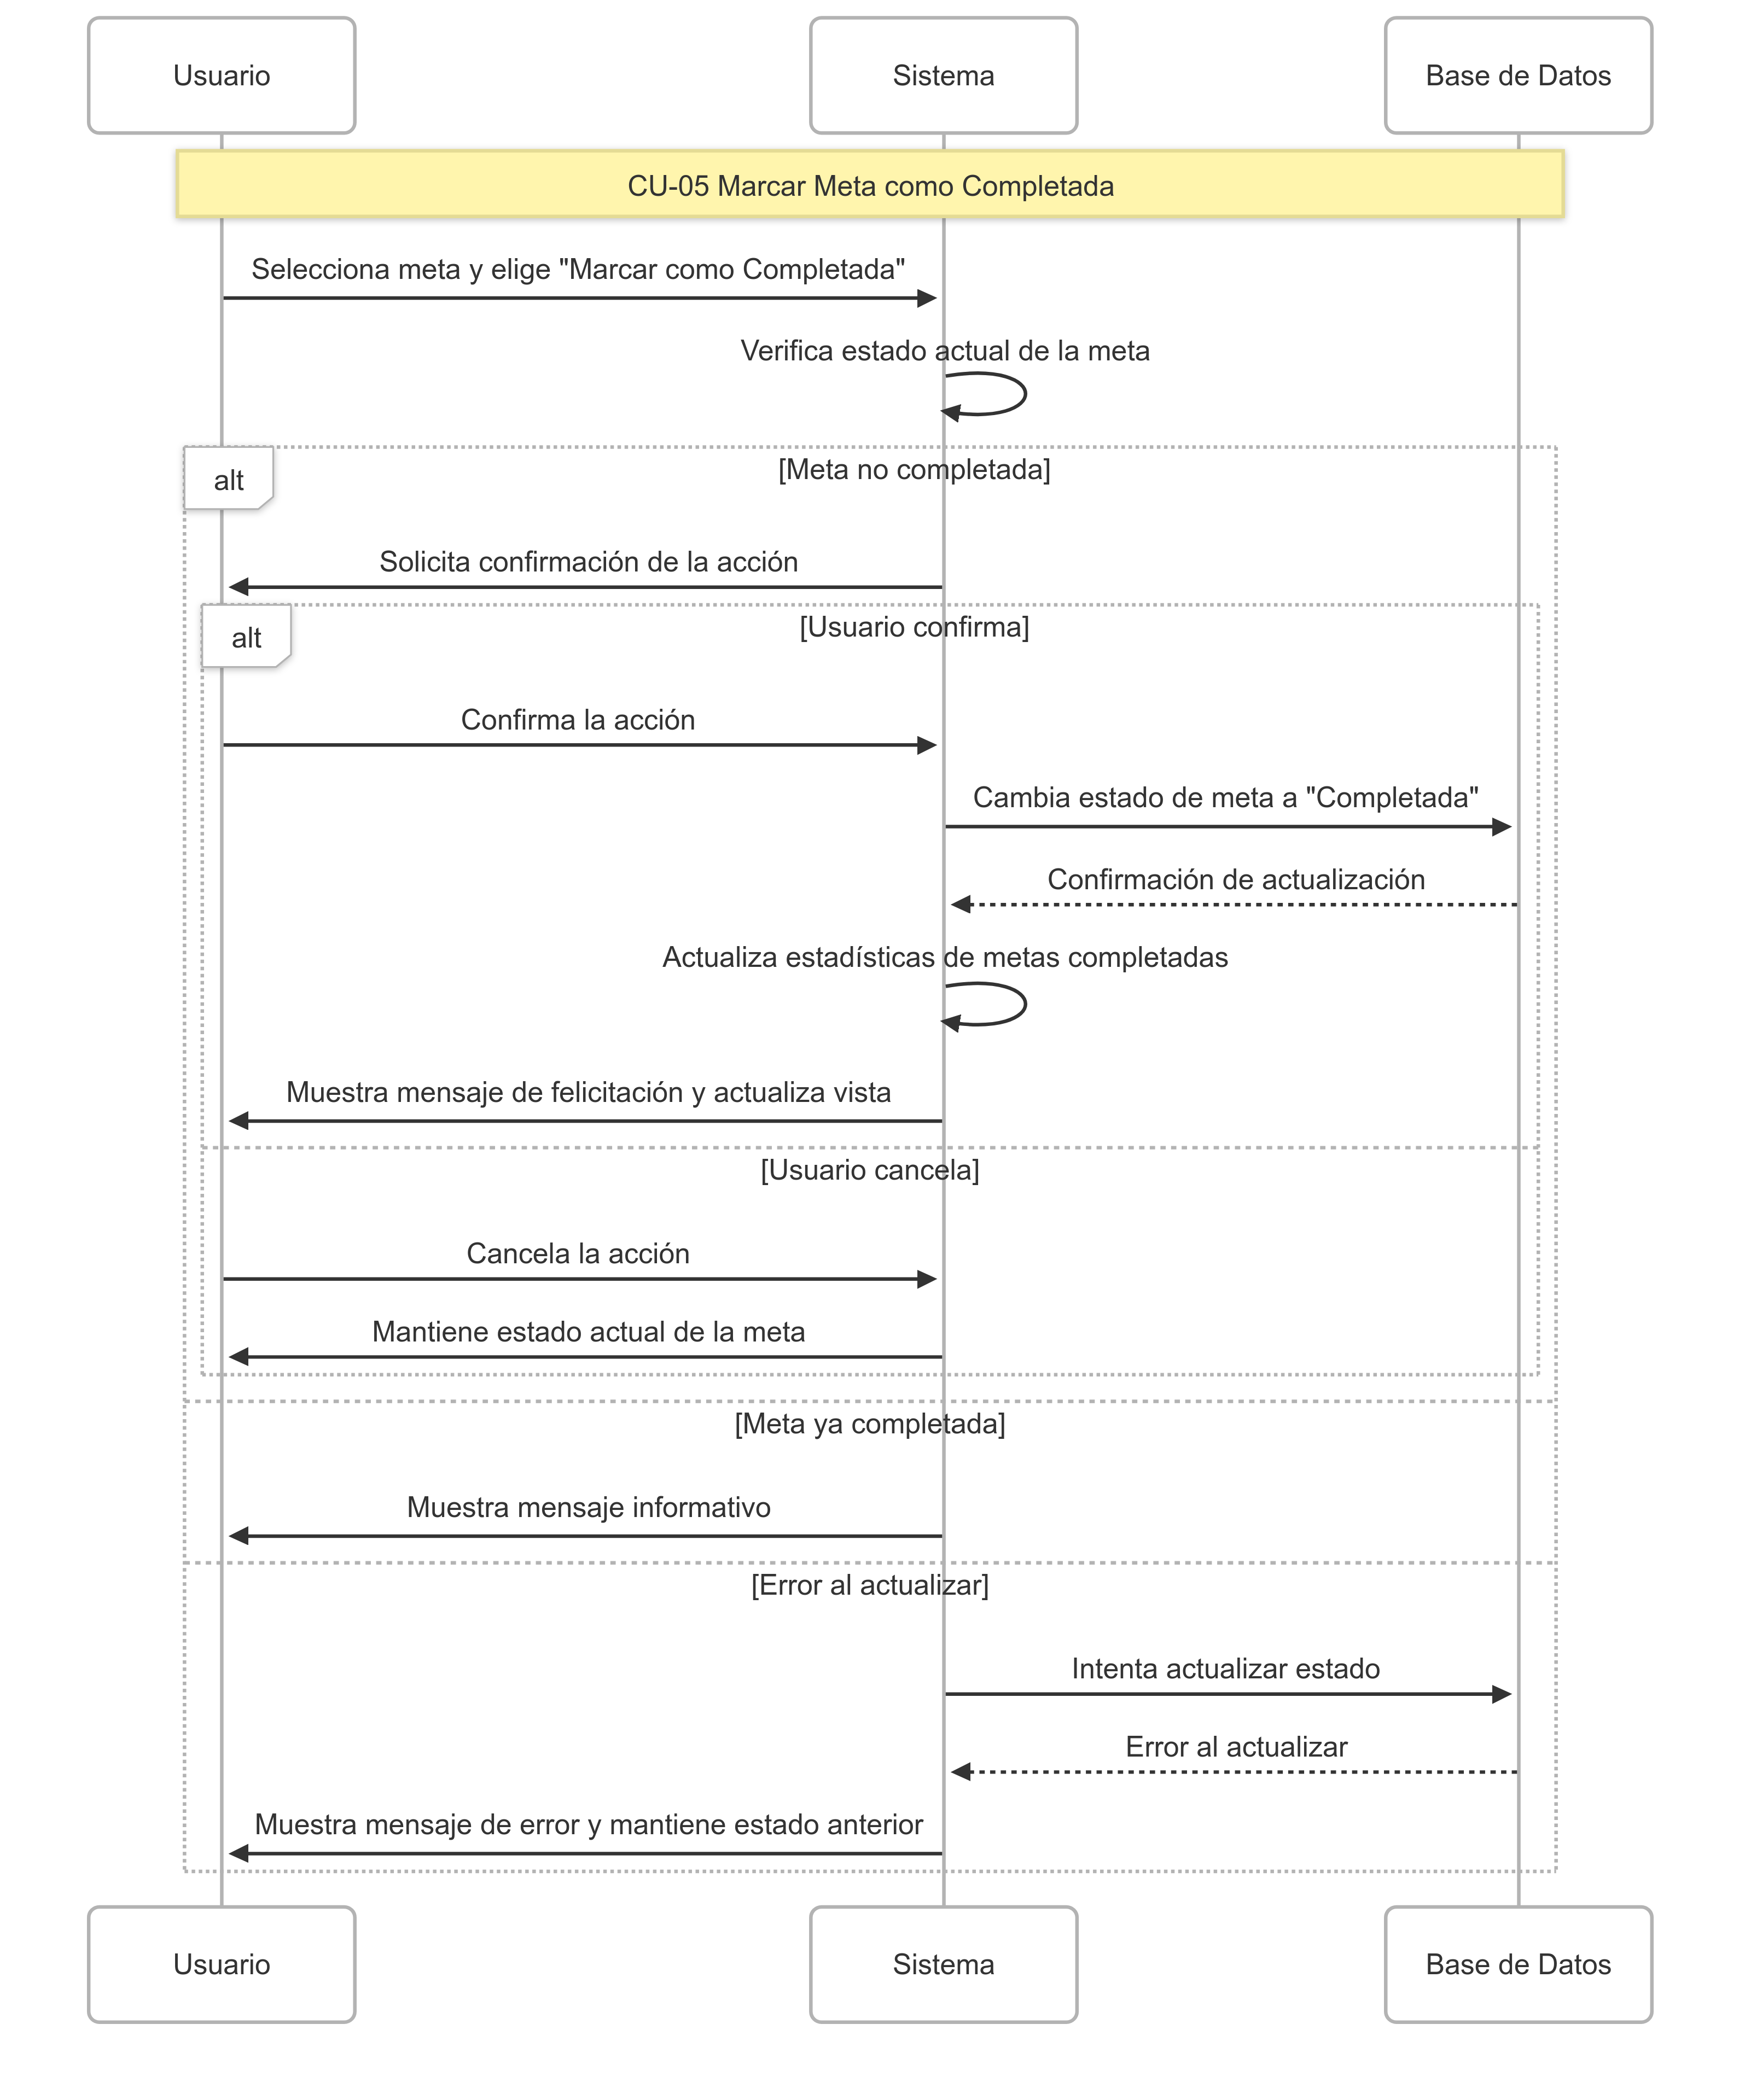 Usuario
Sistema
Base de Datos
CU-05 Marcar Meta como Completada
Selecciona meta y elige "Marcar como Completada"
Verifica estado actual de la meta
alt
[Meta no completada]
Solicita confirmación de la acción
alt
[Usuario confirma]
Confirma la acción
Cambia estado de meta a "Completada"
Confirmación de actualización
Actualiza estadísticas de metas completadas
Muestra mensaje de felicitación y actualiza vista
[Usuario cancela]
Cancela la acción
Mantiene estado actual de la meta
[Meta ya completada]
Muestra mensaje informativo
[Error al actualizar]
Intenta actualizar estado
Error al actualizar
Muestra mensaje de error y mantiene estado anterior
Usuario
Sistema
Base de Datos